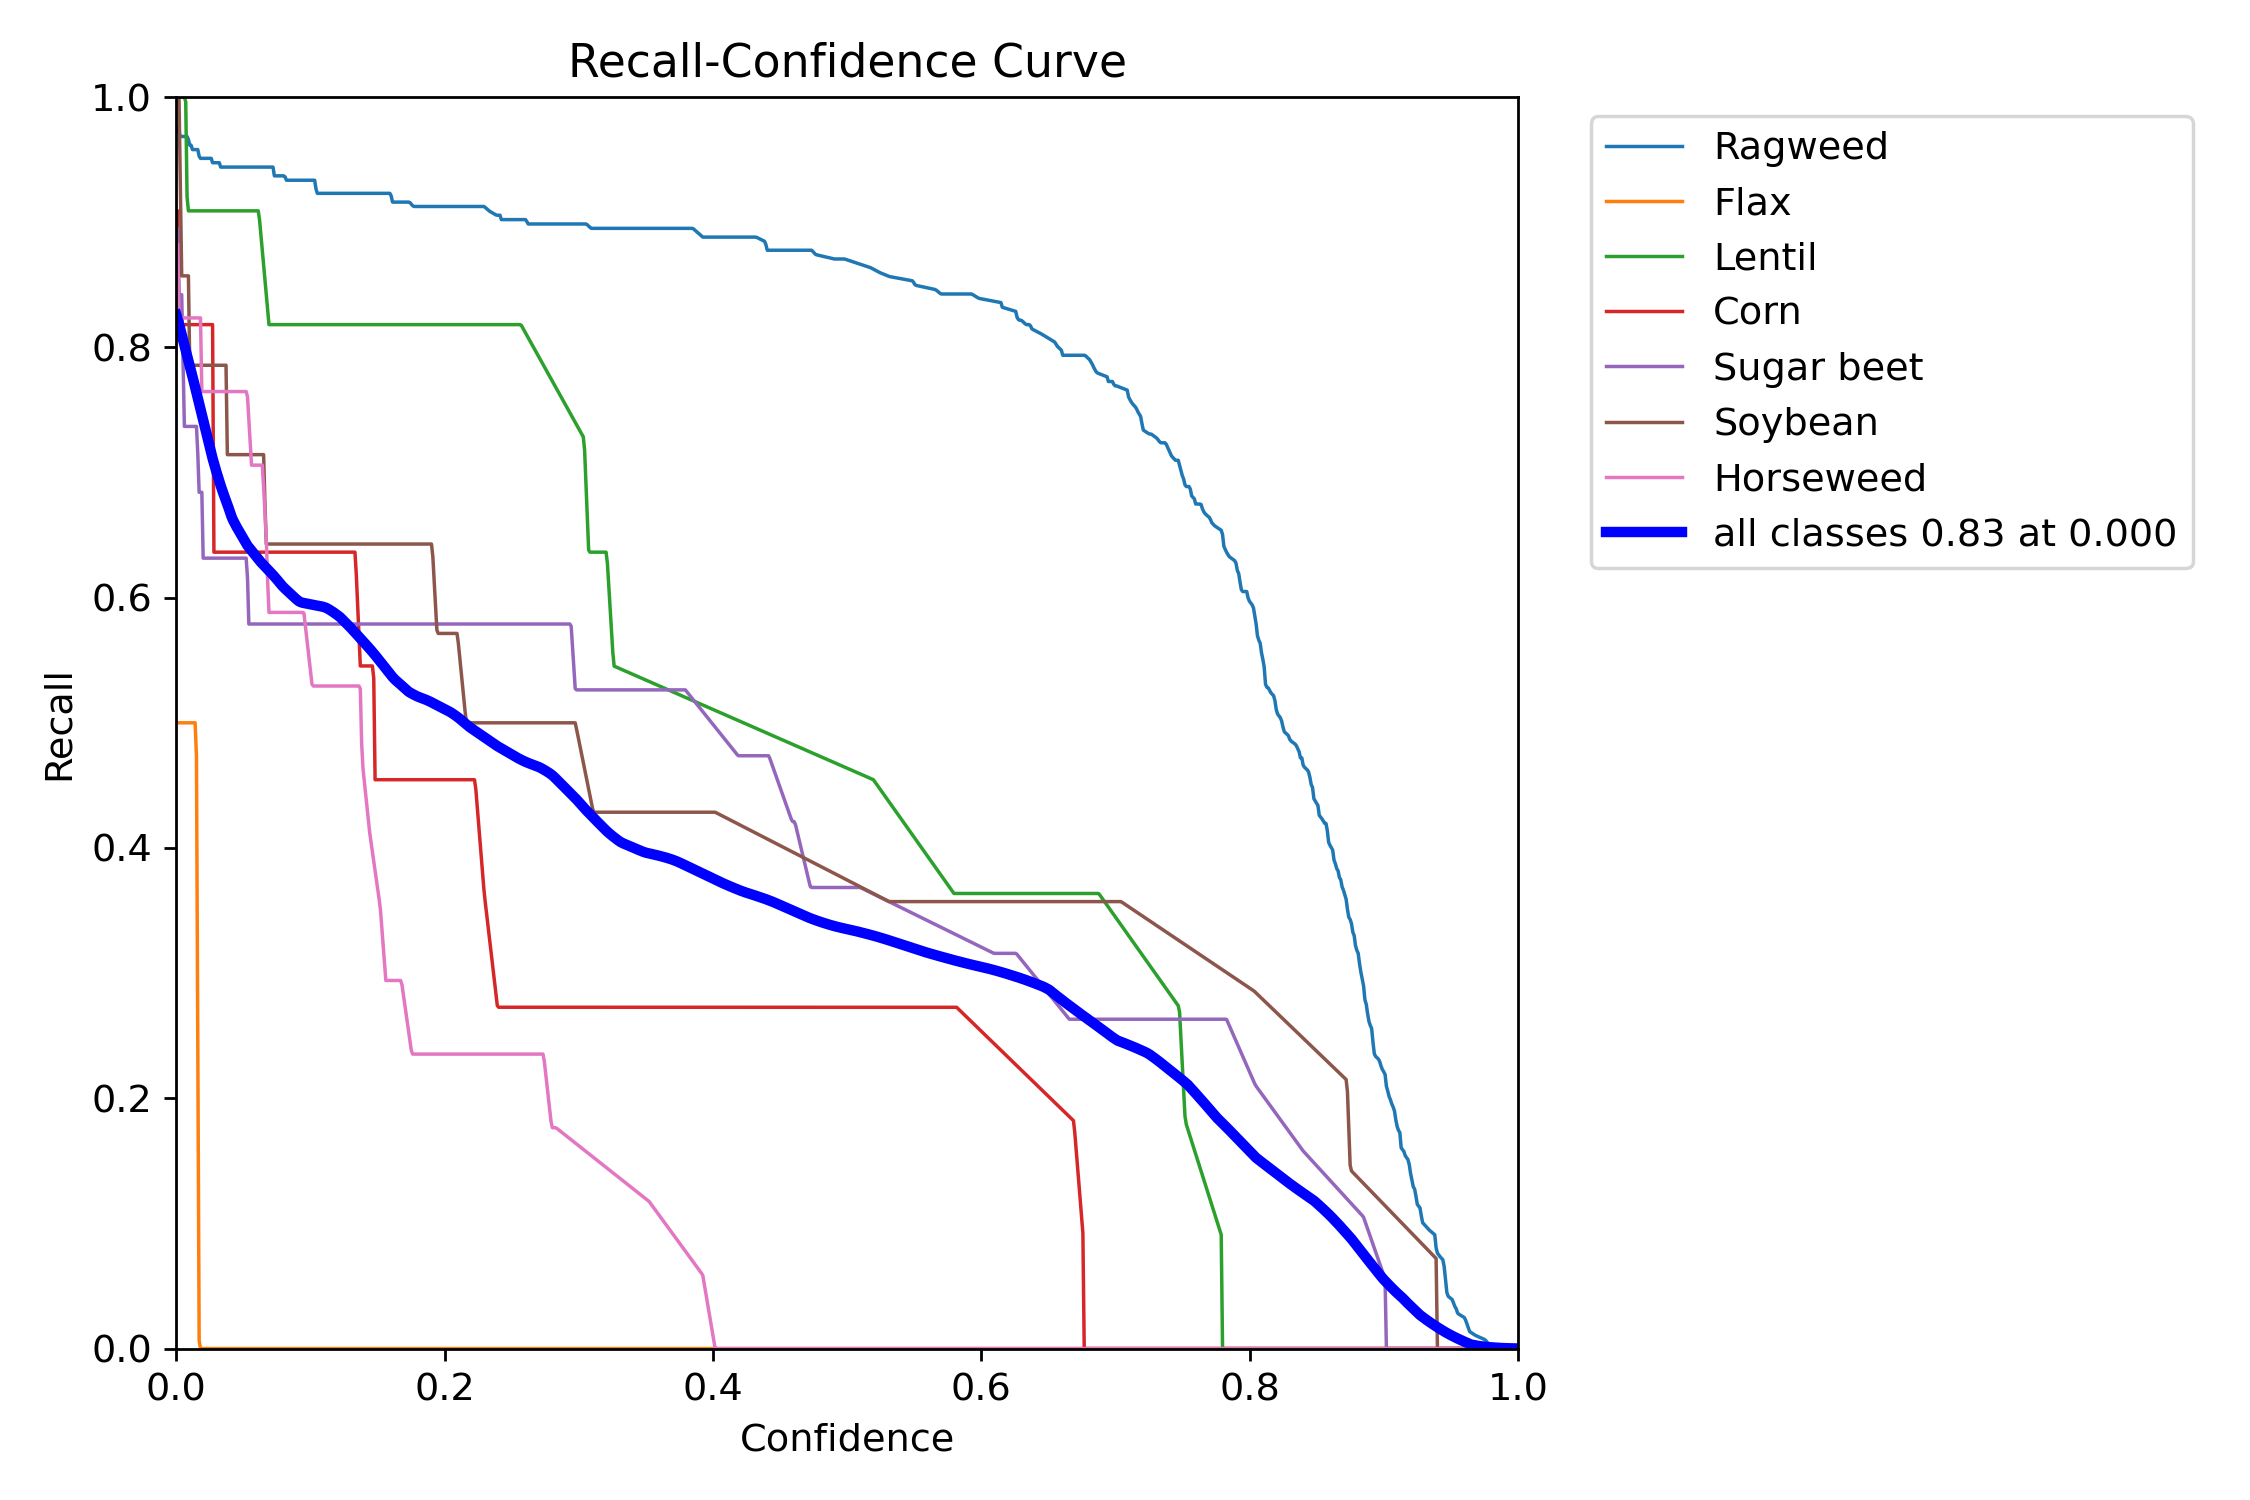 Recall-Confidence Curve
1.0
0.8
0.6
0.4
0.2
0.0
Recall
0.0 0.2 0.4 0.6 0.8 1.0
Confidence
Ragweed
Flax
Lentil
Corn
Sugar beet
Soybean
Horseweed
all classes 0.83 at 0.000